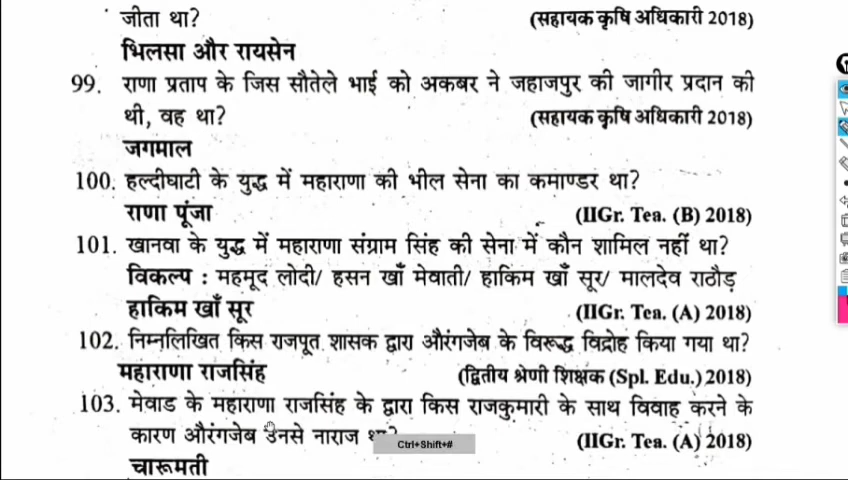 जीता था? (सहायक कृषि अधिकारी 2018)
भिलसा और रायसेन
99. राणा प्रताप के जिस सौतेले भाई को अकबर ने जहाजपुर की जागीर प्रदान की
थी, वह था? (सहायक कृषि अधिकारी 2018)
जगमाल
100. हल्दीघाटी के युद्ध में महाराणा की भील सेना का कमाण्डर था?
राणा पूंजा (IIGr. Tea. (B) 2018)
101. खानवा के युद्ध में महाराणा संग्राम सिंह की सेना में कौन शामिल नहीं था?
विकल्प : महमूद लोदी/ हसन खाँ मेवाती/ हाकिम खाँ सूर/ मालदेव राठौड़
हाकिम खाँ सूर (IIGr. Tea. (A) 2018)
102. निम्नलिखित किस राजपूत शासक द्वारा औरंगजेब के विरूद्ध विद्रोह किया गया था?
महाराणा राजसिंह (द्वितीय श्रेणी शिक्षक (Spl. Edu.) 2018)
103. मेवाड के महाराणा राजसिंह के द्वारा किस राजकुमारी के साथ विवाह करने के
कारण औरंगजेब उनसे नाराज (IIGr. Tea. (A) 2018)
Ctrl+Shift+#
चारूमती